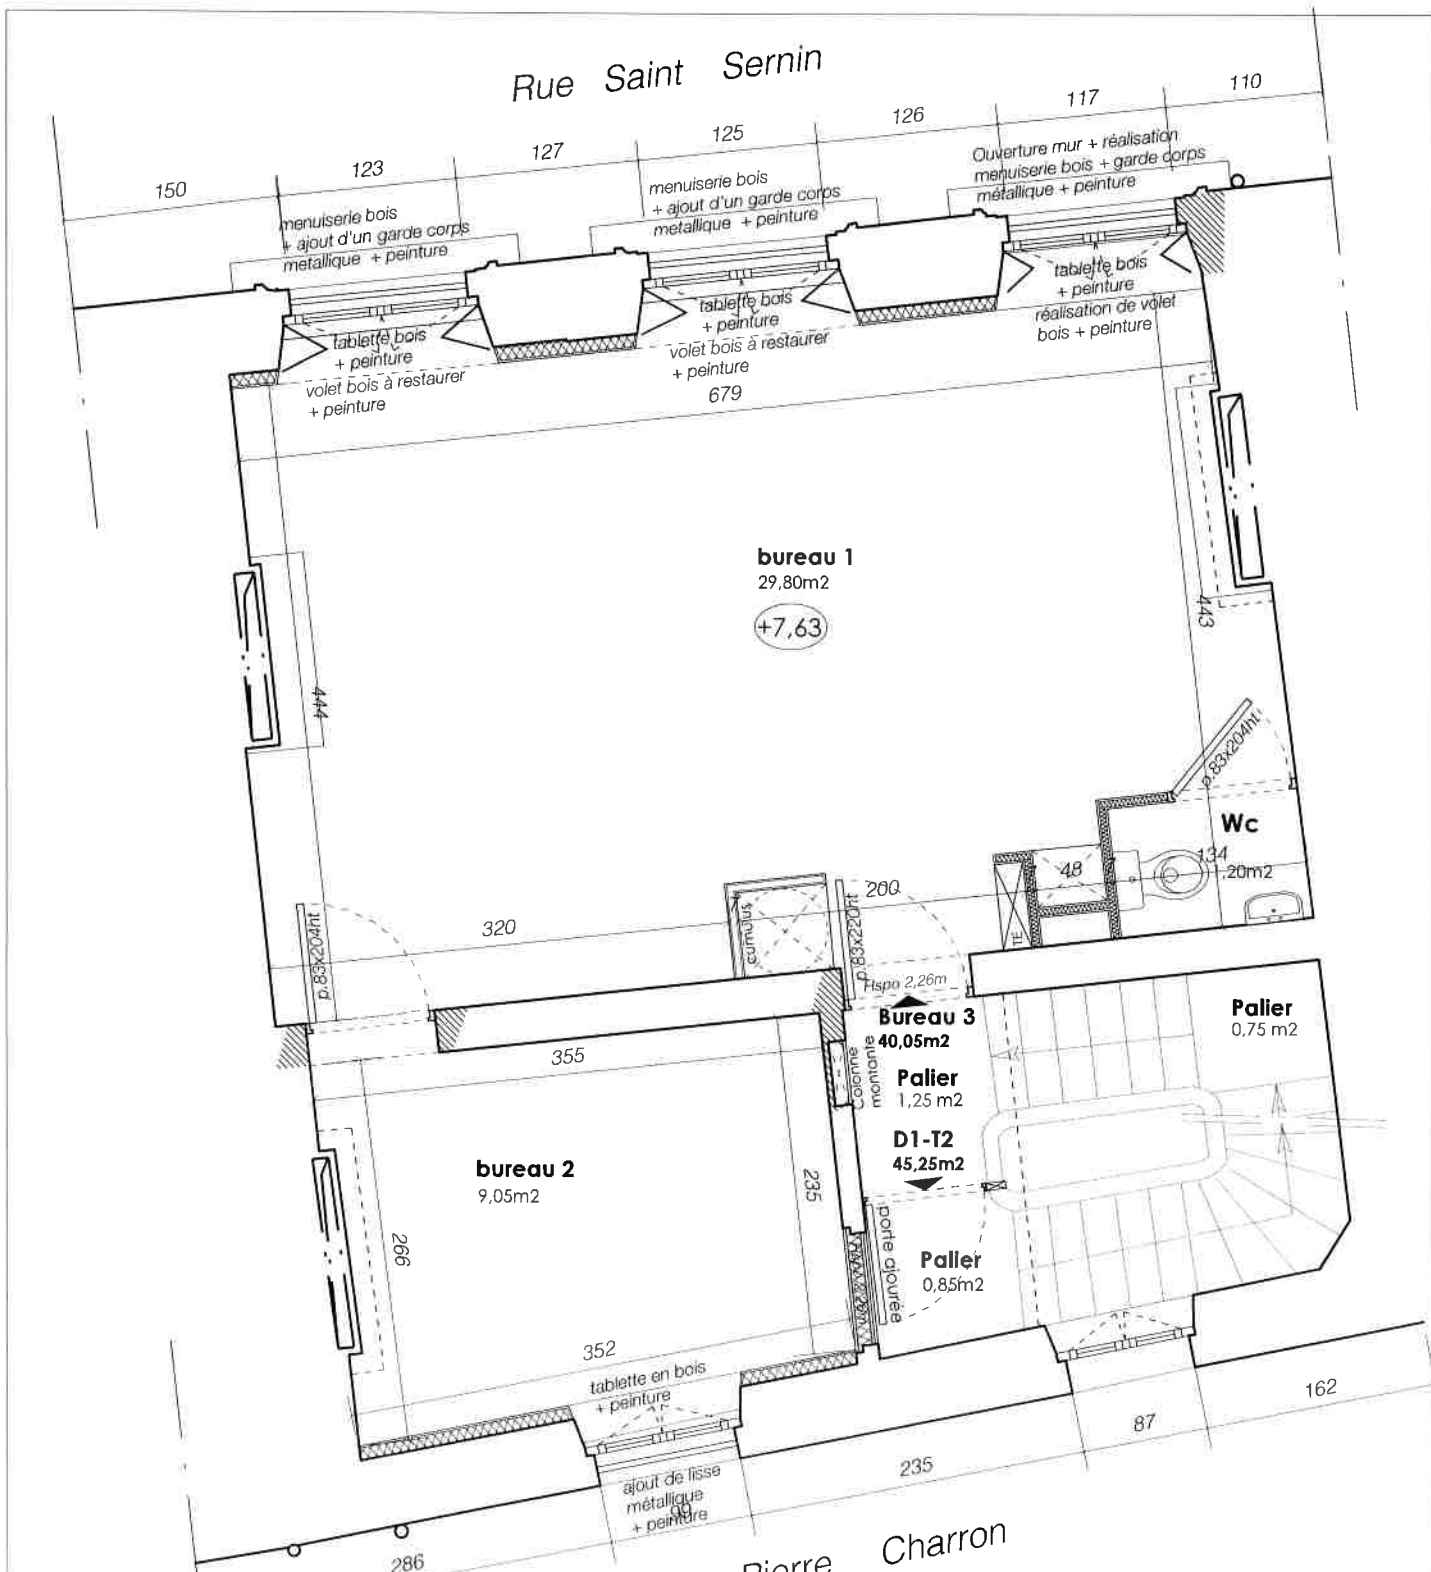 Rue Saint Sernin
150
123
127
125
126
117
110
menuiserie bois
+ ajout d'un garde corps
metallique + peinture
menuiserie bois
+ ajout d'un garde corps
metallique + peinture
Ouverture mur + réalisation
menuiserie bois + garde corps
métallique + peinture
tablette bois
+ peinture
volet bois à restaurer
+ peinture
tablette bois
+ peinture
volet bois à restaurer
+ peinture
tablette bois
+ peinture
réalisation de volet
bois + peinture
679
bureau 1
29,80m2
+7,63
444
443
p.83x204ht
Wc
134
1,20m2
48
TE
200
320
cumulus
p.83x220ht
p.83x204ht
Hspo 2,26m
Bureau 3
40,05m2
Colonne
montante
Palier
1,25 m2
Palier
0,75 m2
D1-T2
45,25m2
355
bureau 2
9,05m2
235
266
porte ajourée
Palier
0,85m2
352
tablette en bois
+ peinture
ajout de lisse
métallique
+ peinture
99
286
235
87
162
Pierre Charron